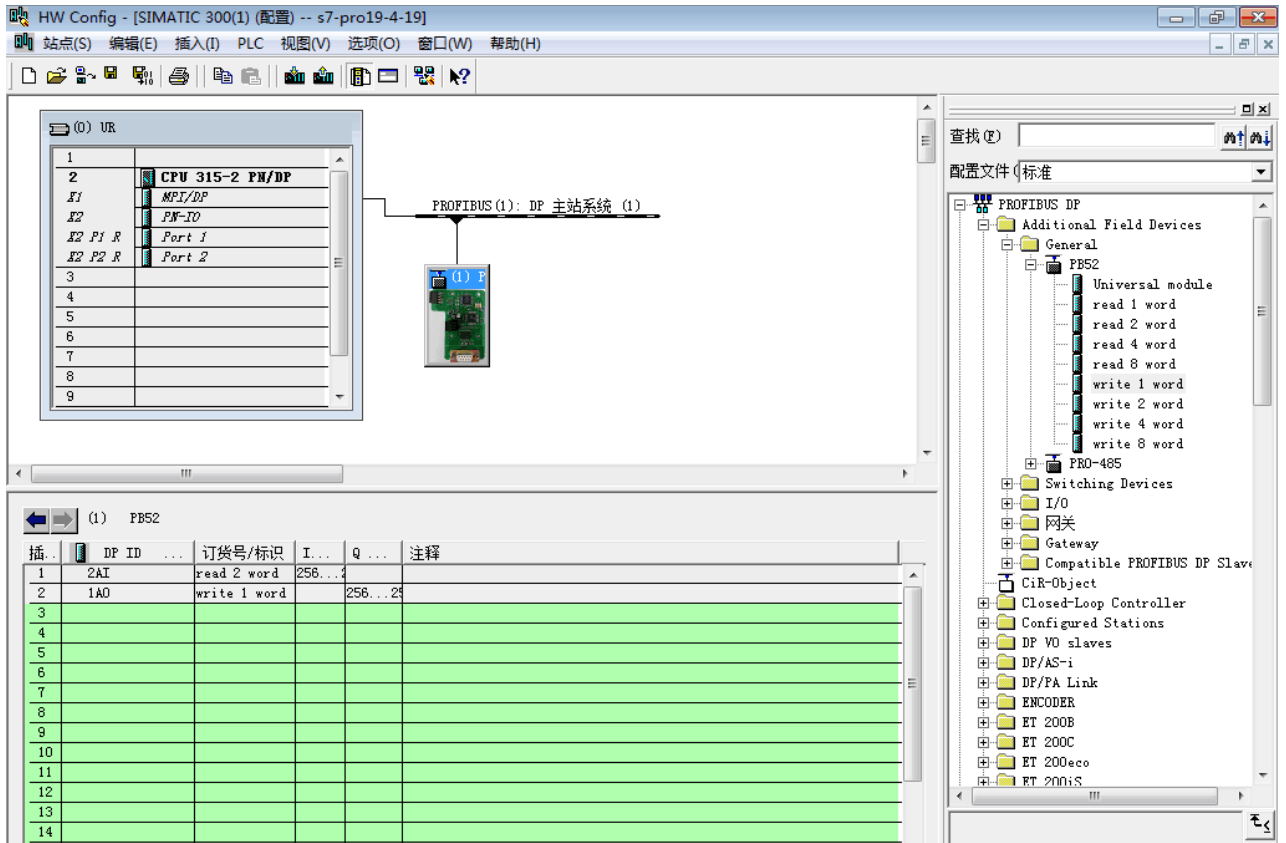 HW Config - [SIMATIC 300(1) (配置) -- s7-pro19-4-19]
站点(S) 编辑(E) 插入(I) PLC 视图(V) 选项(O) 窗口(W) 帮助(H)
(0) UR
1
2 CPU 315-2 PN/DP
X1 MPI/DP
X2 PN-IO
X2 P1 R Port 1
X2 P2 R Port 2
3
4
5
6
7
8
9
PROFIBUS(1): DP 主站系统 (1)
(1) P
(1) PB52
插.. DP ID ... 订货号/标识 I... Q ... 注释
1 2AI read 2 word 256...
2 1AO write 1 word 256...25
3
4
5
6
7
8
9
10
11
12
13
14
查找(F)
配置文件( 标准
PROFIBUS DP
Additional Field Devices
General
PB52
Universal module
read 1 word
read 2 word
read 4 word
read 8 word
write 1 word
write 2 word
write 4 word
write 8 word
PRO-485
Switching Devices
I/O
网关
Gateway
Compatible PROFIBUS DP Slave
CiR-Object
Closed-Loop Controller
Configured Stations
DP V0 slaves
DP/AS-i
DP/PA Link
ENCODER
ET 200B
ET 200C
ET 200eco
ET 200iS